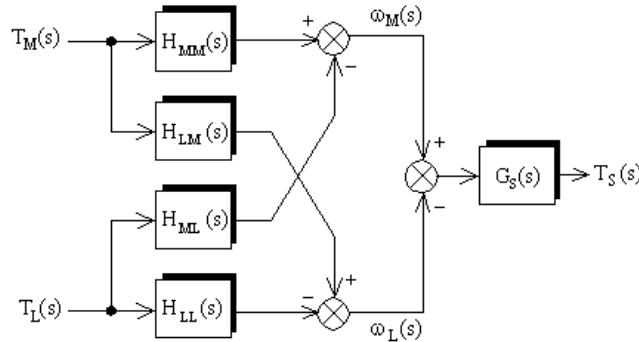 T_M(s)
H_MM(s)
+
−
ω_M(s)
H_LM(s)
+
G_S(s)
T_S(s)
−
H_ML(s)
+
T_L(s)
H_LL(s)
−
ω_L(s)